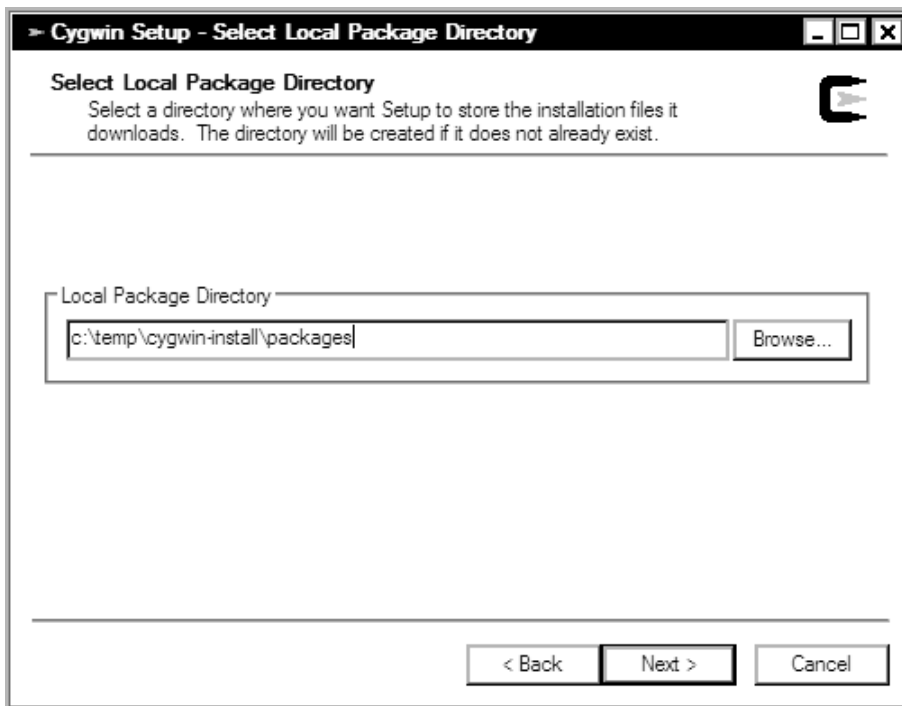 Cygwin Setup - Select Local Package Directory
Select Local Package Directory
Select a directory where you want Setup to store the installation files it
downloads. The directory will be created if it does not already exist.
Local Package Directory
c:\temp\cygwin-install\packages
Browse...
< Back
Next >
Cancel